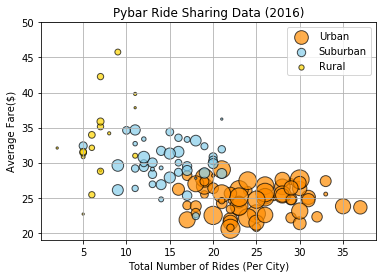 Pybar Ride Sharing Data (2016)
Urban
Suburban
Rural
Average Fare($)
50
45
40
35
30
25
20
5 10 15 20 25 30 35
Total Number of Rides (Per City)